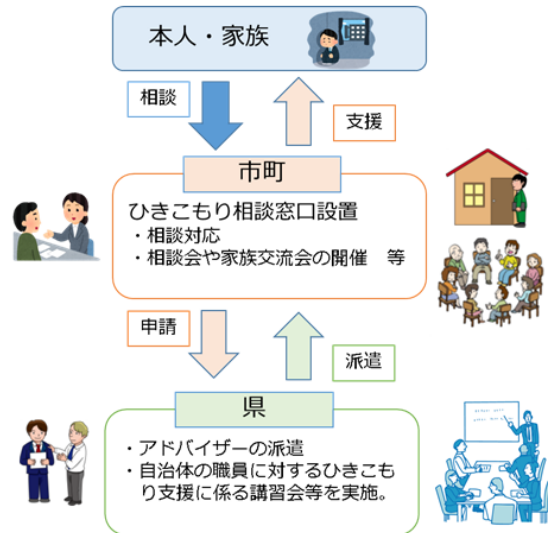 本人・家族
相談
支援
市町
ひきこもり相談窓口設置
・相談対応
・相談会や家族交流会の開催　等
申請
派遣
県
・アドバイザーの派遣
・自治体の職員に対するひきこも
り支援に係る講習会等を実施。